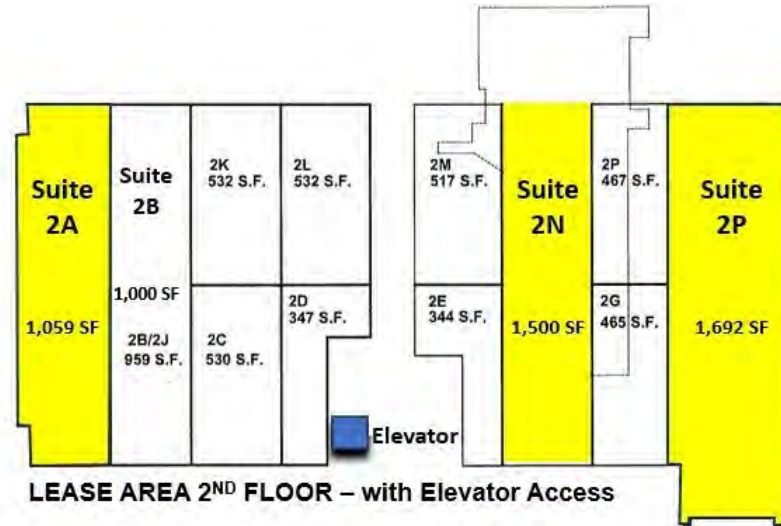 Suite
2A
1,059 SF
Suite
2B
1,000 SF
2B/2J
959 S.F.
2K
532 S.F.
2L
532 S.F.
2C
530 S.F.
2D
347 S.F.
Elevator
2M
517 S.F.
2E
344 S.F.
Suite
2N
1,500 SF
2P
467 S.F.
2G
465 S.F.
Suite
2P
1,692 SF
LEASE AREA 2ND FLOOR – with Elevator Access